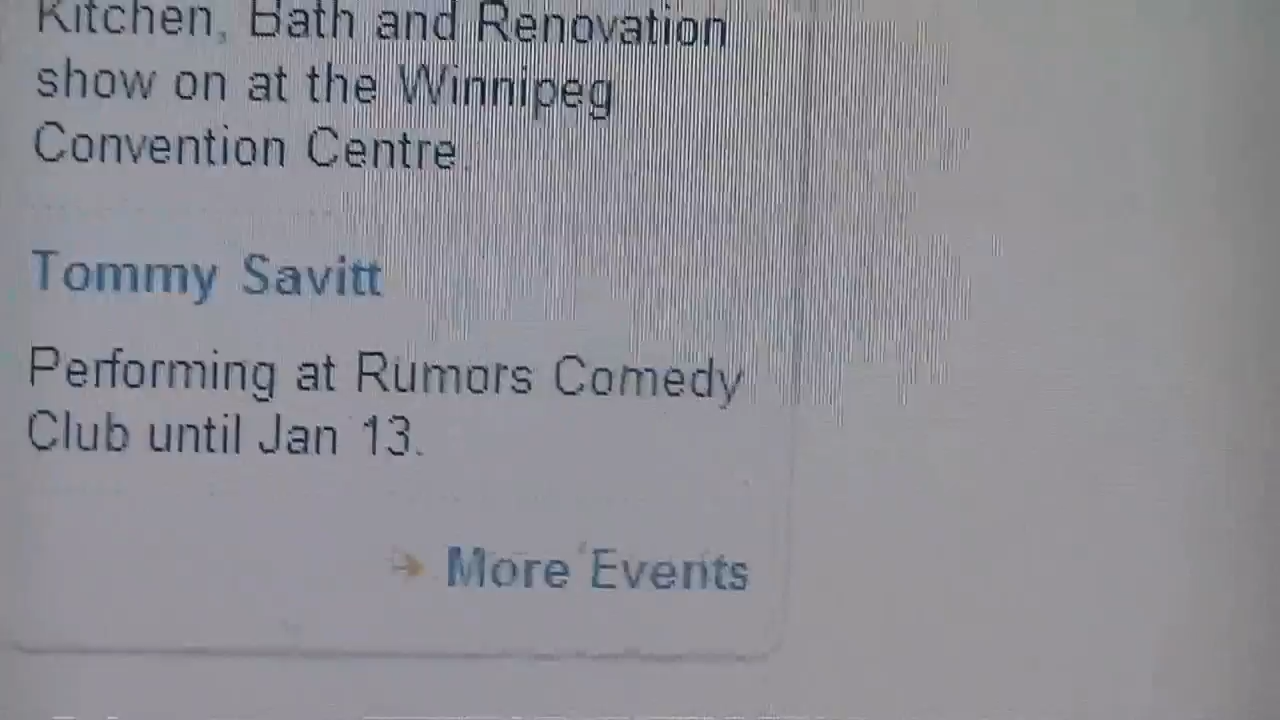 Kitchen, Bath and Renovation
show on at the Winnipeg
Convention Centre.
Tommy Savitt
Performing at Rumors Comedy
Club until Jan 13.
More Events